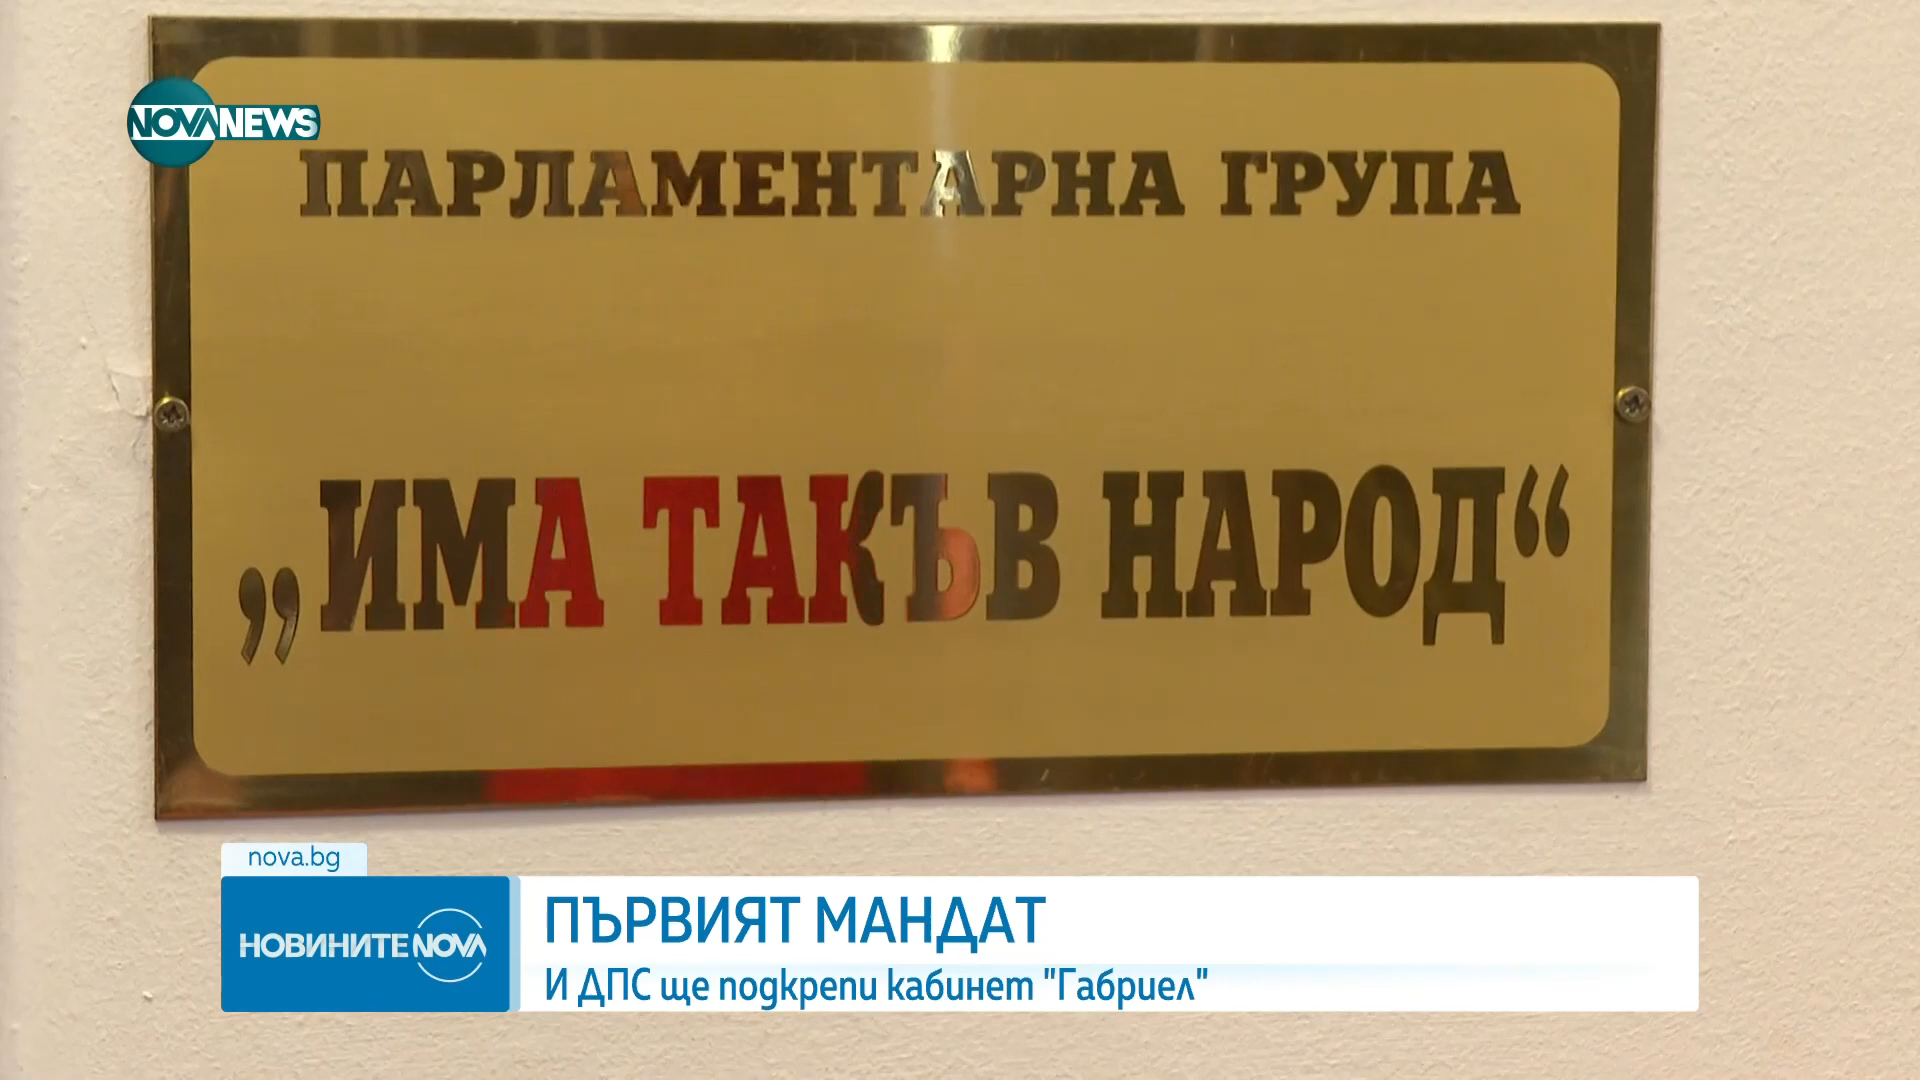 NOVANEWS
ПАРЛАМЕНТАРНА ГРУПА
„ИМА ТАКЪВ НАРОД“
nova.bg
НОВИНИТЕ NOVA
ПЪРВИЯТ МАНДАТ
И ДПС ще подкрепи кабинет "Габриел"